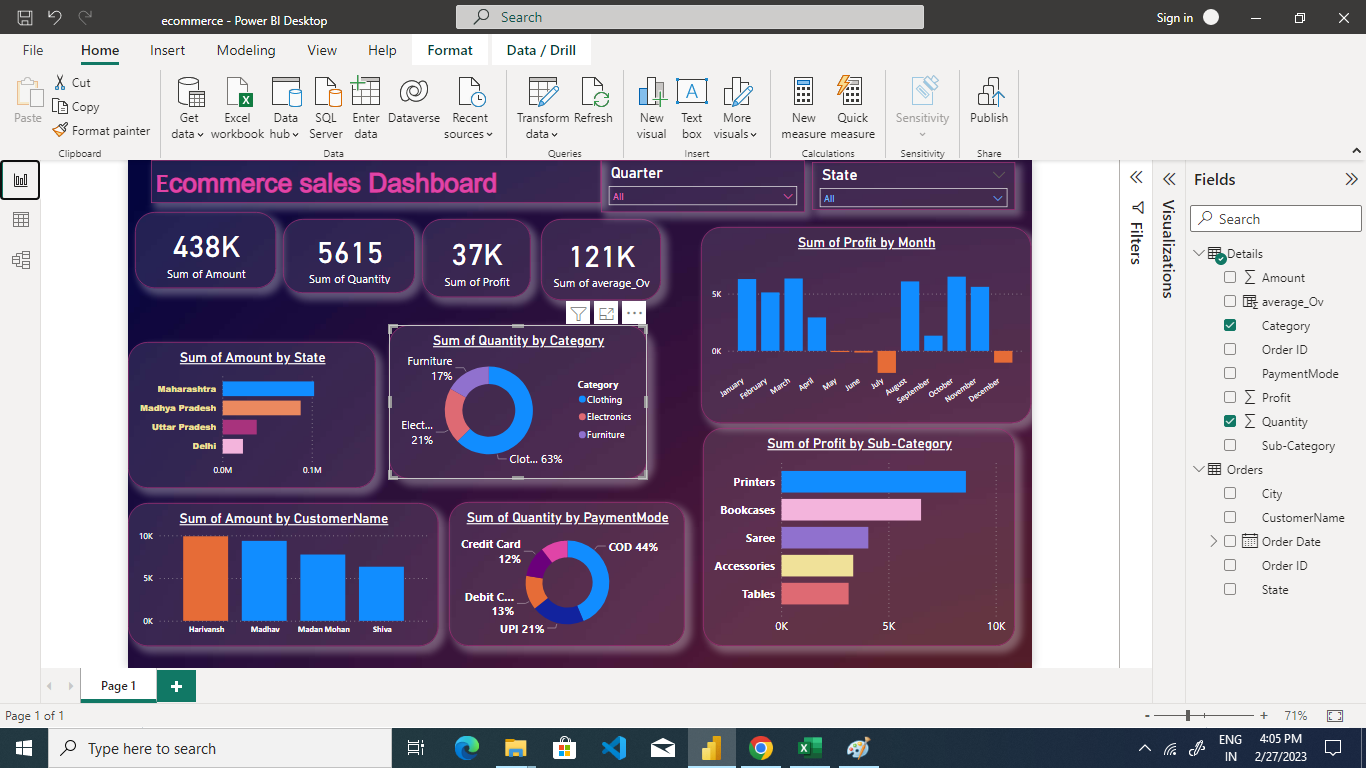 ecommerce - Power BI Desktop
Search
Sign in
File Home Insert Modeling View Help Format Data / Drill
Paste
Cut
Copy
Format painter
Clipboard
Get data
Excel workbook
Data hub
SQL Server
Enter data
Dataverse
Recent sources
Data
Transform data
Refresh
Queries
New visual
Text box
More visuals
Insert
New measure
Quick measure
Calculations
Sensitivity
Sensitivity
Publish
Share
Ecommerce sales Dashboard
Quarter
All
State
All
438K
Sum of Amount
5615
Sum of Quantity
37K
Sum of Profit
121K
Sum of average_Ov
Sum of Profit by Month
5K
0K
January
February
March
April
May
June
July
August
September
October
November
December
Sum of Amount by State
Maharashtra
Madhya Pradesh
Uttar Pradesh
Delhi
0.0M 0.1M
Sum of Quantity by Category
Furniture
17%
Elect...
21%
Clot... 63%
Category
Clothing
Electronics
Furniture
Sum of Profit by Sub-Category
Printers
Bookcases
Saree
Accessories
Tables
0K 5K 10K
Sum of Amount by CustomerName
10K
5K
0K
Harivansh Madhav Madan Mohan Shiva
Sum of Quantity by PaymentMode
Credit Card
12%
COD 44%
Debit C...
13%
UPI 21%
Filters
Visualizations
Fields
Search
Details
Amount
average_Ov
Category
Order ID
PaymentMode
Profit
Quantity
Sub-Category
Orders
City
CustomerName
Order Date
Order ID
State
Page 1
Page 1 of 1
- + 71%
Type here to search
ENG
IN
4:05 PM
2/27/2023